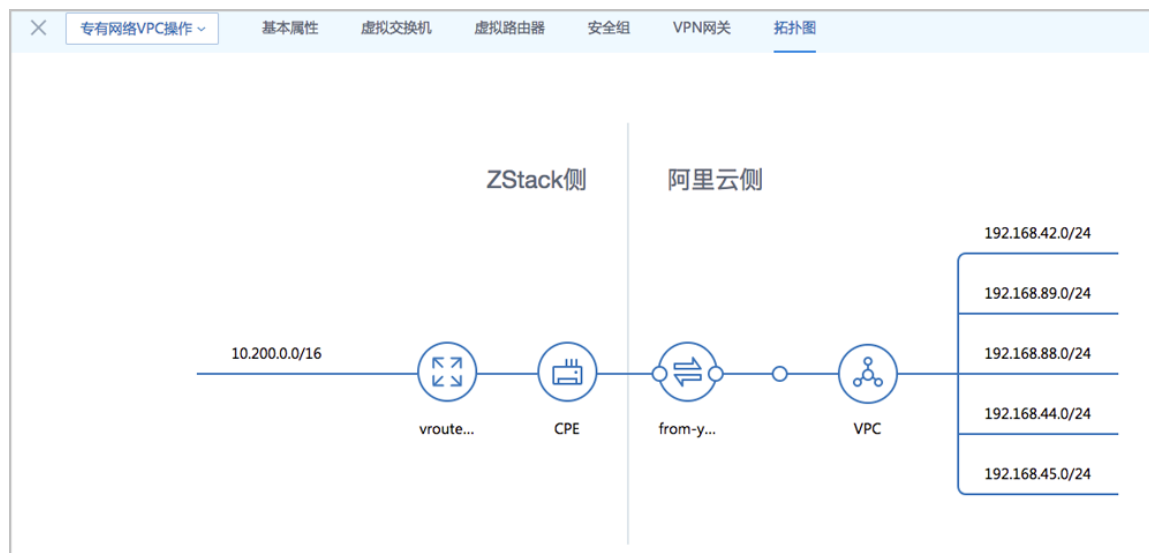 专有网络VPC操作 基本属性 虚拟交换机 虚拟路由器 安全组 VPN网关 拓扑图
ZStack侧 阿里云侧
192.168.42.0/24
192.168.89.0/24
10.200.0.0/16 192.168.88.0/24
192.168.44.0/24
vroute... CPE from-y... VPC
192.168.45.0/24